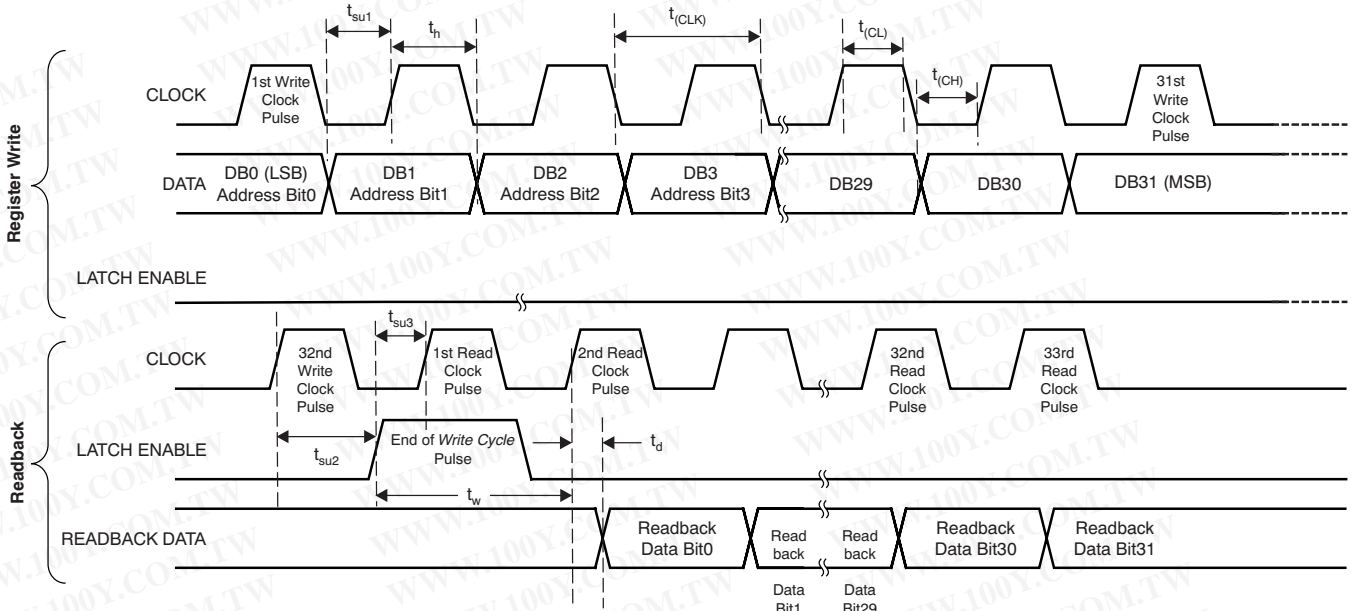 t_su1
t_h
t_(CLK)
t_(CL)
t_(CH)
Register Write
CLOCK
1st Write
Clock
Pulse
31st
Write
Clock
Pulse
DATA
DB0 (LSB)
Address Bit0
DB1
Address Bit1
DB2
Address Bit2
DB3
Address Bit3
DB29
DB30
DB31 (MSB)
LATCH ENABLE
Readback
t_su3
CLOCK
32nd
Write
Clock
Pulse
1st Read
Clock
Pulse
2nd Read
Clock
Pulse
32nd
Read
Clock
Pulse
33rd
Read
Clock
Pulse
LATCH ENABLE
t_su2
End of Write Cycle
Pulse
t_d
t_w
READBACK DATA
Readback
Data Bit0
Read
back
Data
Bit1
Read
back
Data
Bit29
Readback
Data Bit30
Readback
Data Bit31
WWW.100Y.COM.TW